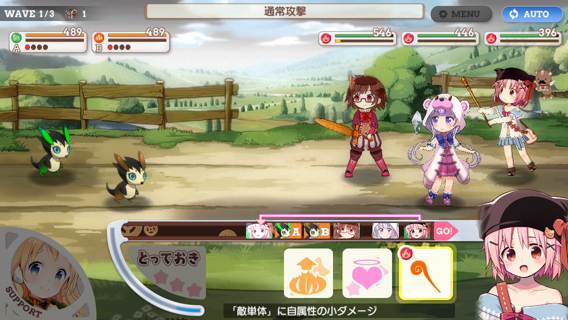 WAVE 1/3 1
通常攻撃
MENU
AUTO
489
489
546
446
396
A
B
A
B
GO!
とっておき
SUPPORT
「敵単体」に自属性の小ダメージ